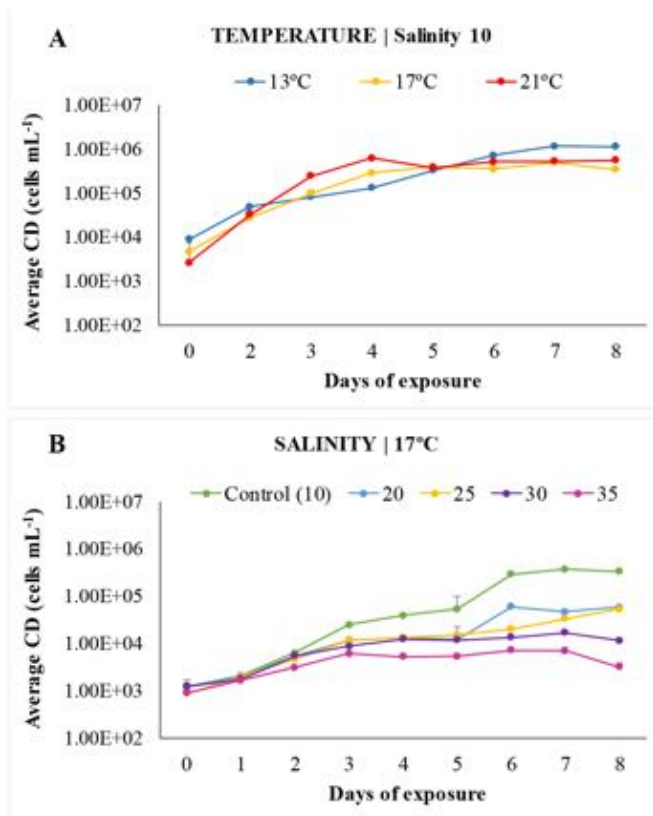 A
TEMPERATURE | Salinity 10
13ºC 17ºC 21ºC
Average CD (cells mL⁻¹)
1.00E+07
1.00E+06
1.00E+05
1.00E+04
1.00E+03
1.00E+02
0 2 3 4 5 6 7 8
Days of exposure
B
SALINITY | 17ºC
Control (10) 20 25 30 35
Average CD (cells mL⁻¹)
1.00E+07
1.00E+06
1.00E+05
1.00E+04
1.00E+03
1.00E+02
0 1 2 3 4 5 6 7 8
Days of exposure